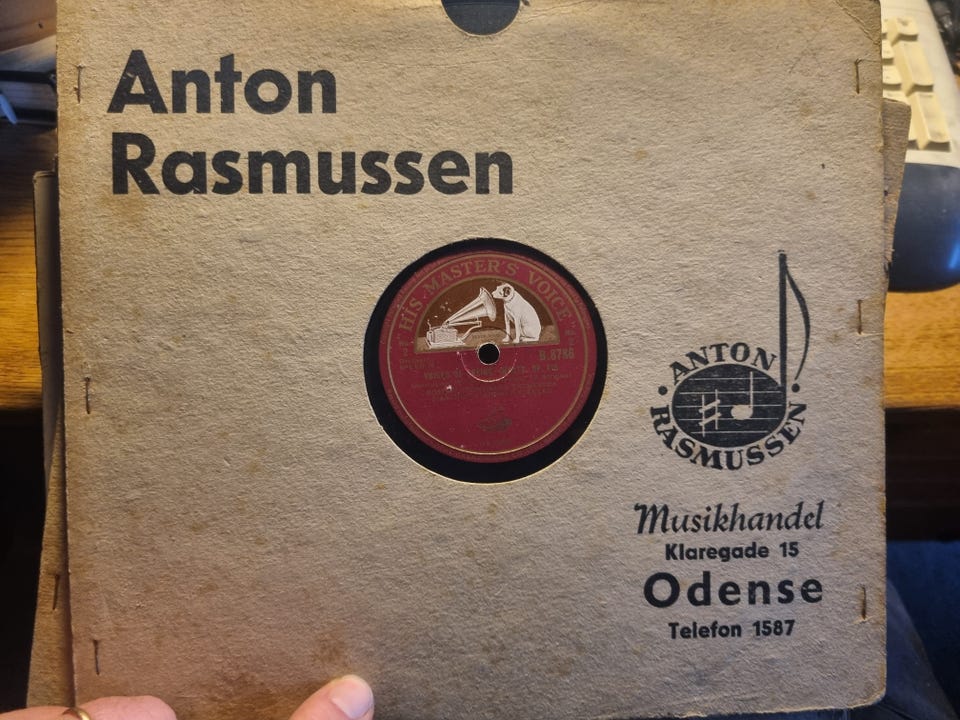 Anton
Rasmussen
HIS MASTER'S VOICE
B.8786
ANTON
RASMUSSEN
Musikhandel
Klaregade 15
Odense
Telefon 1587